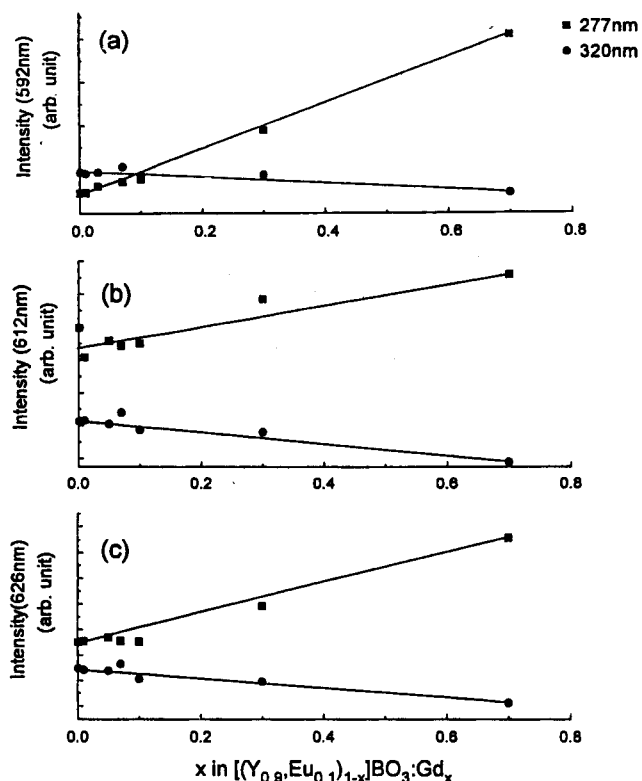 (a)
■ 277nm
● 320nm
Intensity (592nm)
(arb. unit)
0.0 0.2 0.4 0.6 0.8
(b)
Intensity (612nm)
(arb. unit)
0.0 0.2 0.4 0.6 0.8
(c)
Intensity(626nm)
(arb. unit)
0.0 0.2 0.4 0.6 0.8
x in [(Y₀.₉,Eu₀.₁)₁₋ₓ]BO₃:Gdₓ